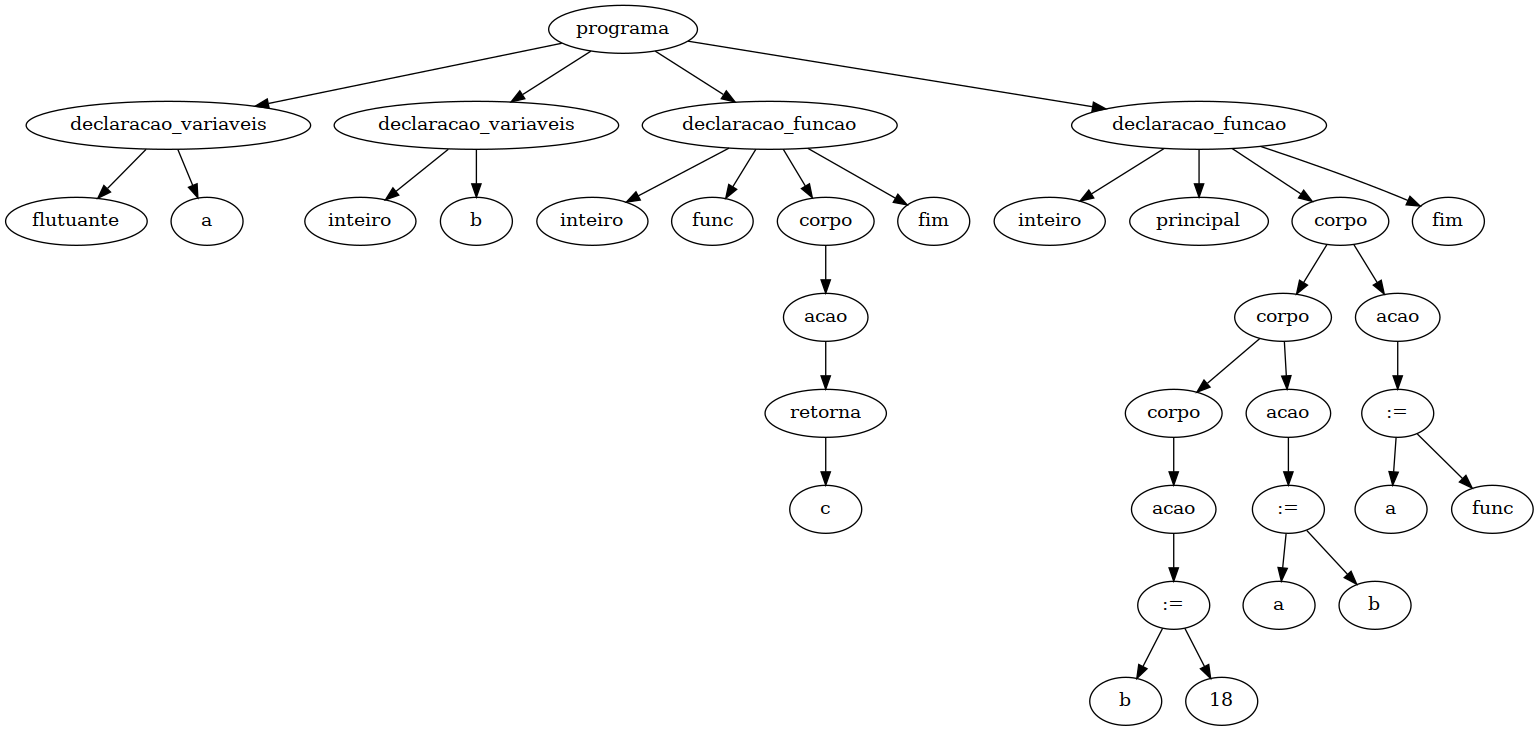 programa
declaracao_variaveis
declaracao_variaveis
declaracao_funcao
declaracao_funcao
flutuante
a
inteiro
b
inteiro
func
corpo
fim
inteiro
principal
corpo
fim
acao
corpo
acao
retorna
corpo
acao
:=
c
acao
:=
a
func
:=
a
b
b
18